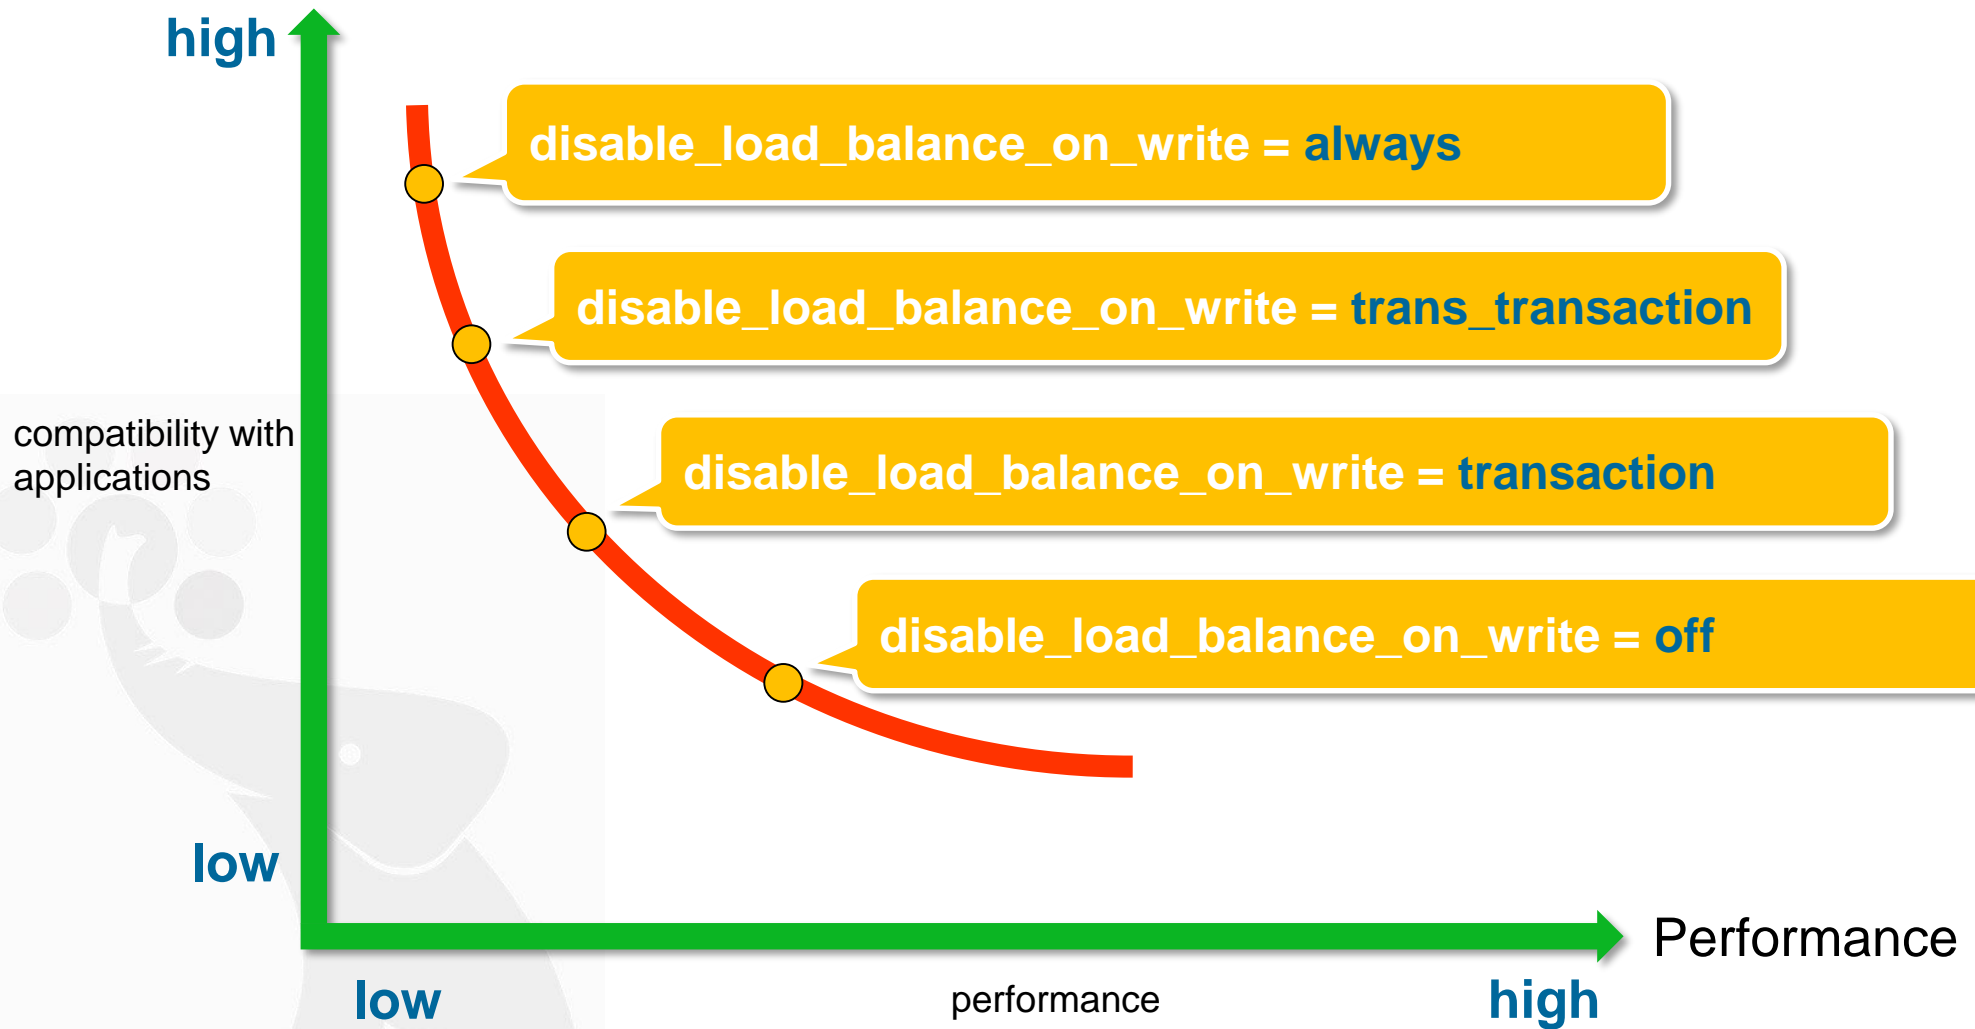 high
disable_load_balance_on_write = always
disable_load_balance_on_write = trans_transaction
compatibility with
applications
disable_load_balance_on_write = transaction
disable_load_balance_on_write = off
low
Performance
low
performance
high